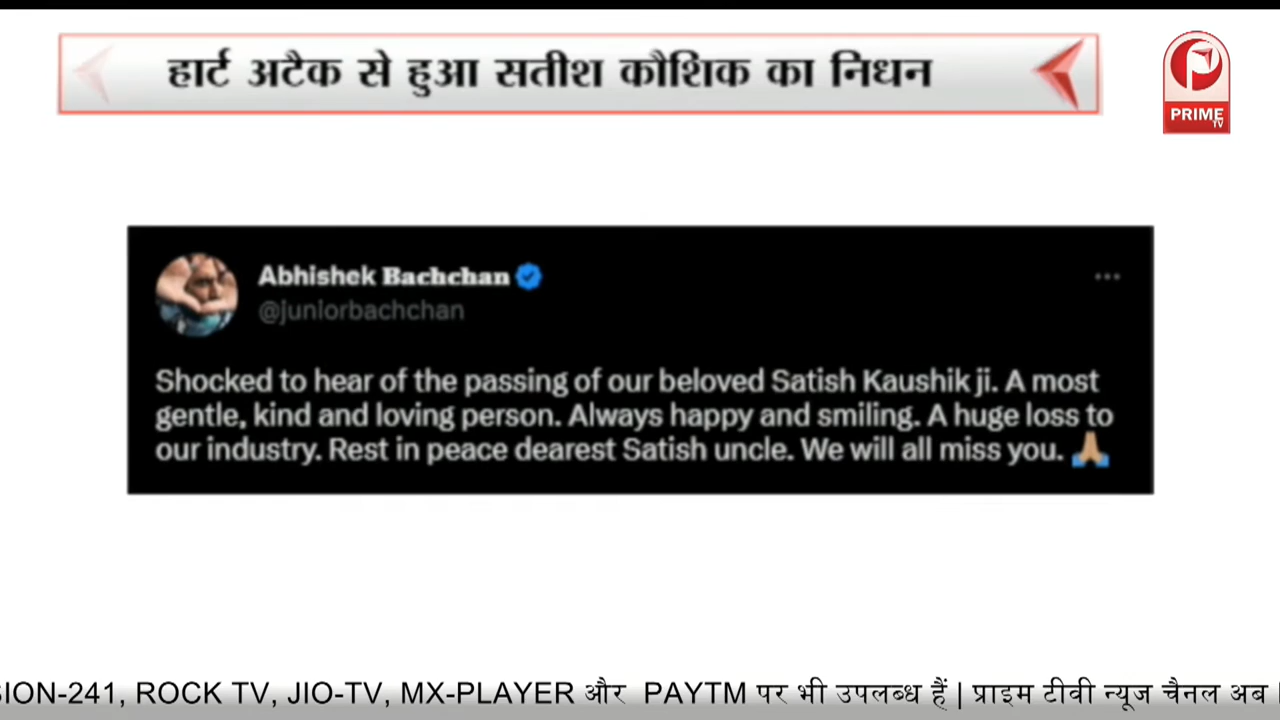 हार्ट अटैक से हुआ सतीश कौशिक का निधन
PRIME
TV
Abhishek Bachchan
@juniorbachchan
Shocked to hear of the passing of our beloved Satish Kaushik ji. A most
gentle, kind and loving person. Always happy and smiling. A huge loss to
our industry. Rest in peace dearest Satish uncle. We will all miss you. 🙏🏽
SION-241, ROCK TV, JIO-TV, MX-PLAYER और PAYTM पर भी उपलब्ध हैं | प्राइम टीवी न्यूज चैनल अब